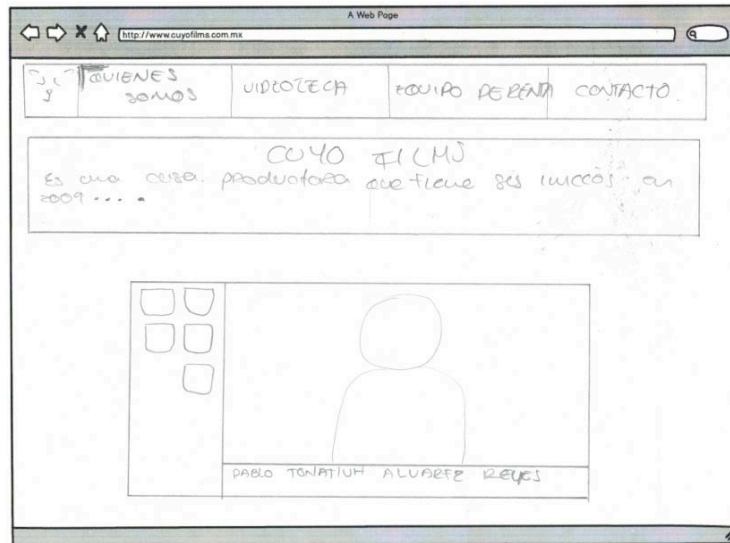 A Web Page
http://www.cuyofilms.com.mx
QUIENES
SOMOS
VIDEOTECA
EQUIPO DE RENTA
CONTACTO.
CUYO FILMS
Es una casa productora que tiene ses inicios en
2009 ....
PABLO TONATIUH ALVAREZ REYES